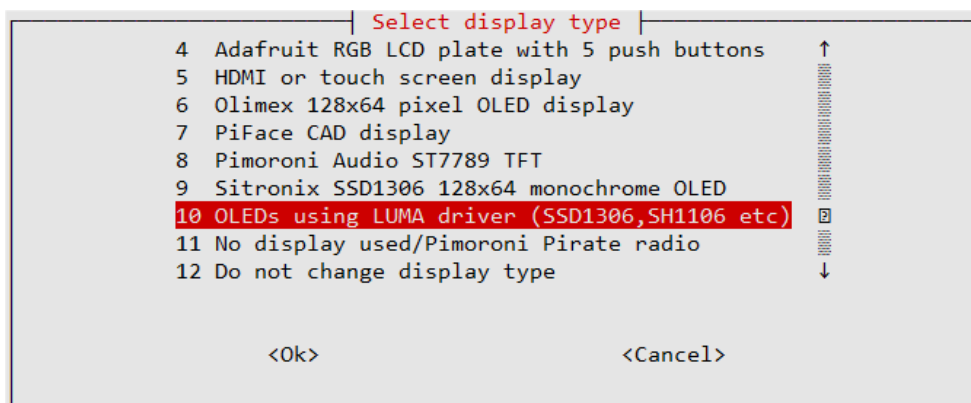 Select display type
4 Adafruit RGB LCD plate with 5 push buttons ↑
5 HDMI or touch screen display
6 Olimex 128x64 pixel OLED display
7 PiFace CAD display
8 Pimoroni Audio ST7789 TFT
9 Sitronix SSD1306 128x64 monochrome OLED
10 OLEDs using LUMA driver (SSD1306,SH1106 etc)
11 No display used/Pimoroni Pirate radio
12 Do not change display type ↓
<Ok> <Cancel>